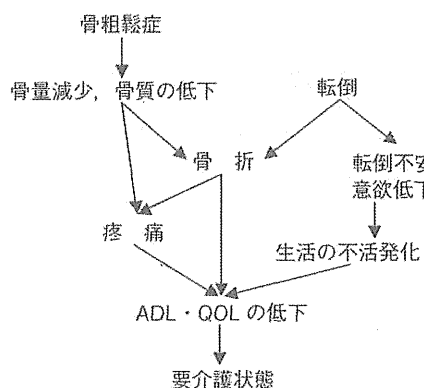 骨粗鬆症
骨量減少,骨質の低下
転倒
骨 折
転倒不安
意欲低下
疼 痛
生活の不活発化
ADL・QOL の低下
要介護状態